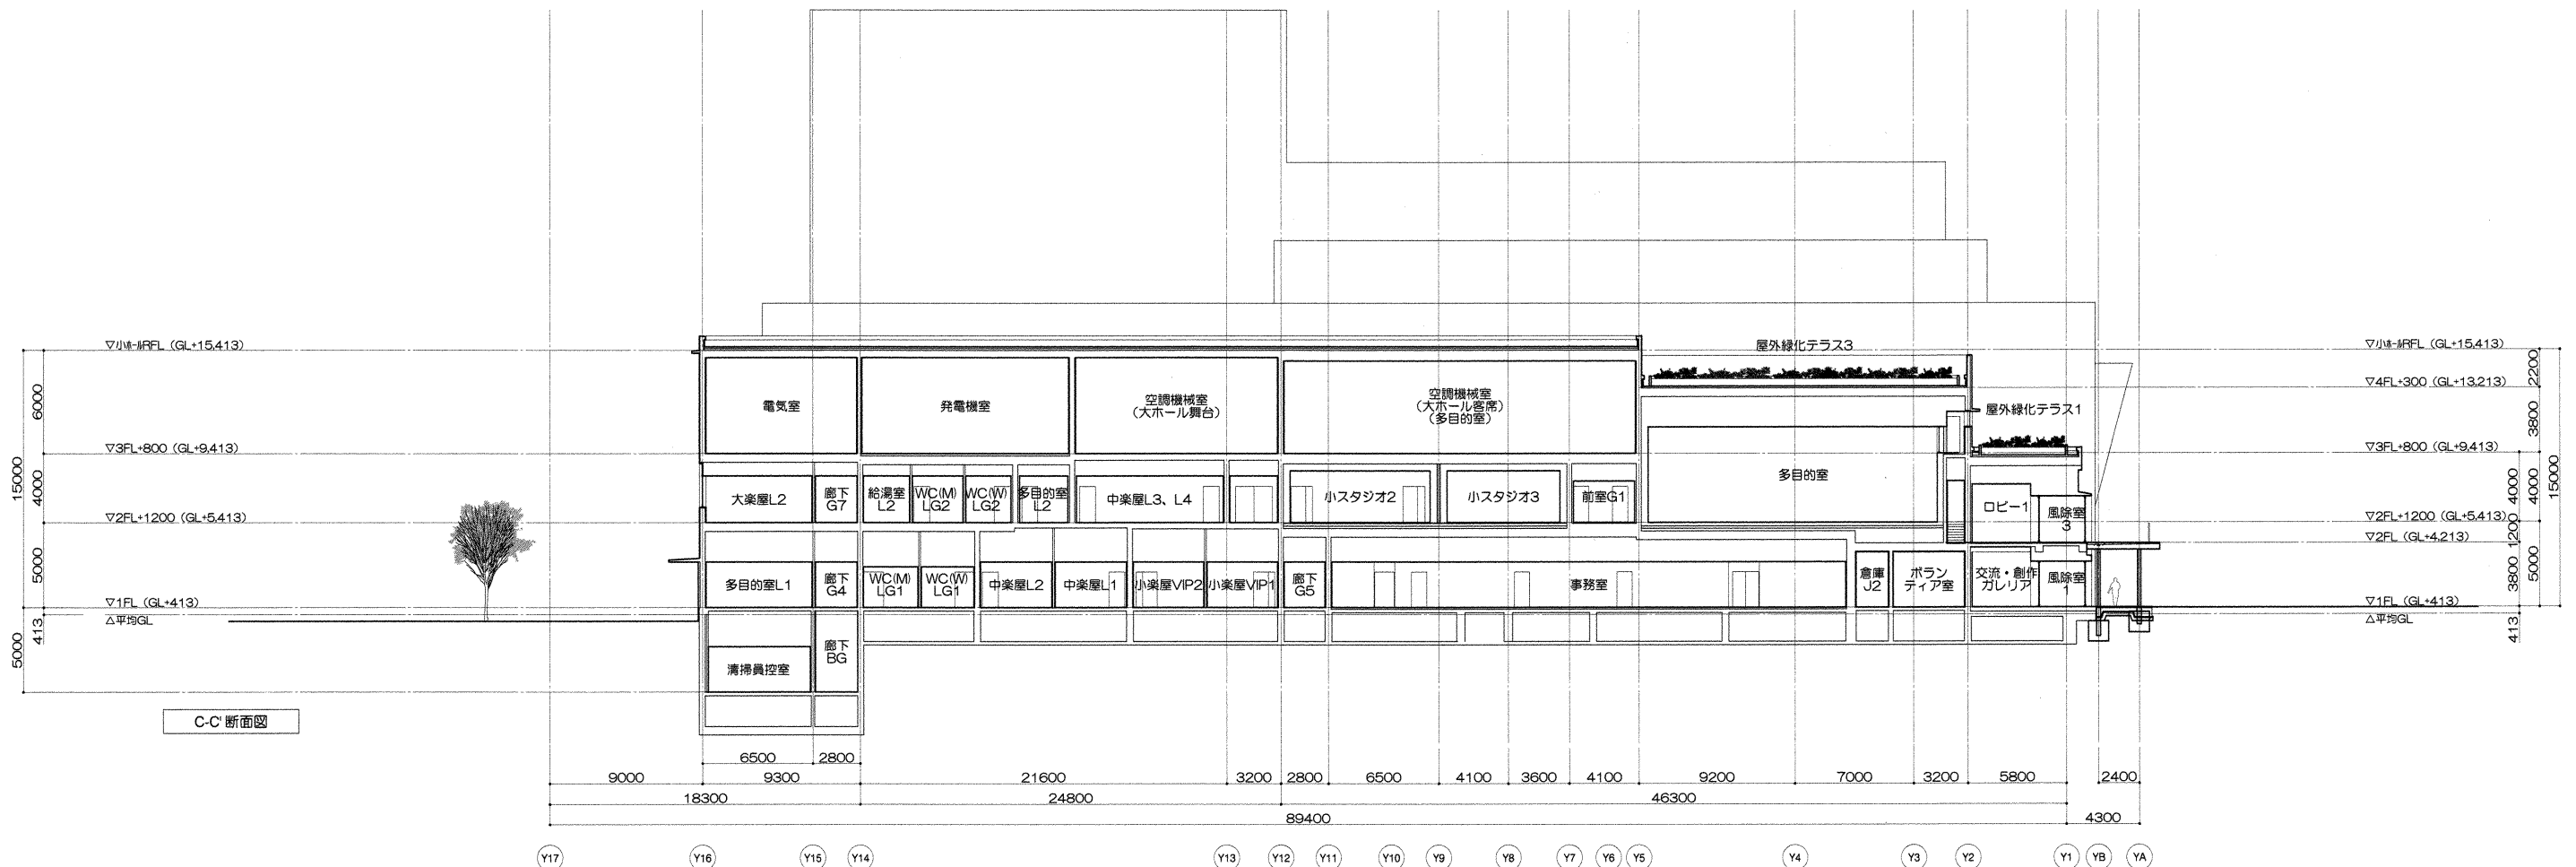 屋外緑化テラス3
▽小ホールRFL (GL+15,413)
▽小ホールRFL (GL+15,413)
2200
▽4FL+300 (GL+13,213)
6000
電気室
発電機室
空調機械室
(大ホール舞台)
空調機械室
(大ホール客席)
(多目的室)
屋外緑化テラス1
3800
▽3FL+800 (GL+9,413)
▽3FL+800 (GL+9,413)
15000
4000
大楽屋L2
廊下
G7
給湯室
L2
WC(M)
LG2
WC(W)
LG2
多目的室
L2
中楽屋L3、L4
小スタジオ2
小スタジオ3
前室G1
多目的室
ロビー1
風除室
3
4000
4000
15000
▽2FL+1200 (GL+5,413)
▽2FL+1200 (GL+5,413)
1200
▽2FL (GL+4,213)
5000
多目的室L1
廊下
G4
WC(M)
LG1
WC(W)
LG1
中楽屋L2
中楽屋L1
小楽屋VIP2
小楽屋VIP1
廊下
G5
事務室
倉庫
J2
ボラン
ティア室
交流・創作
ガレリア
風除室
1
3800
5000
▽1FL (GL+413)
▽1FL (GL+413)
△平均GL
△平均GL
413
413
5000
清掃員控室
廊下
BG
C-C' 断面図
6500
2800
9000
9300
21600
3200
2800
6500
4100
3600
4100
9200
7000
3200
5800
2400
18300
24800
46300
89400
4300
Y17
Y16
Y15
Y14
Y13
Y12
Y11
Y10
Y9
Y8
Y7
Y6
Y5
Y4
Y3
Y2
Y1
YB
YA